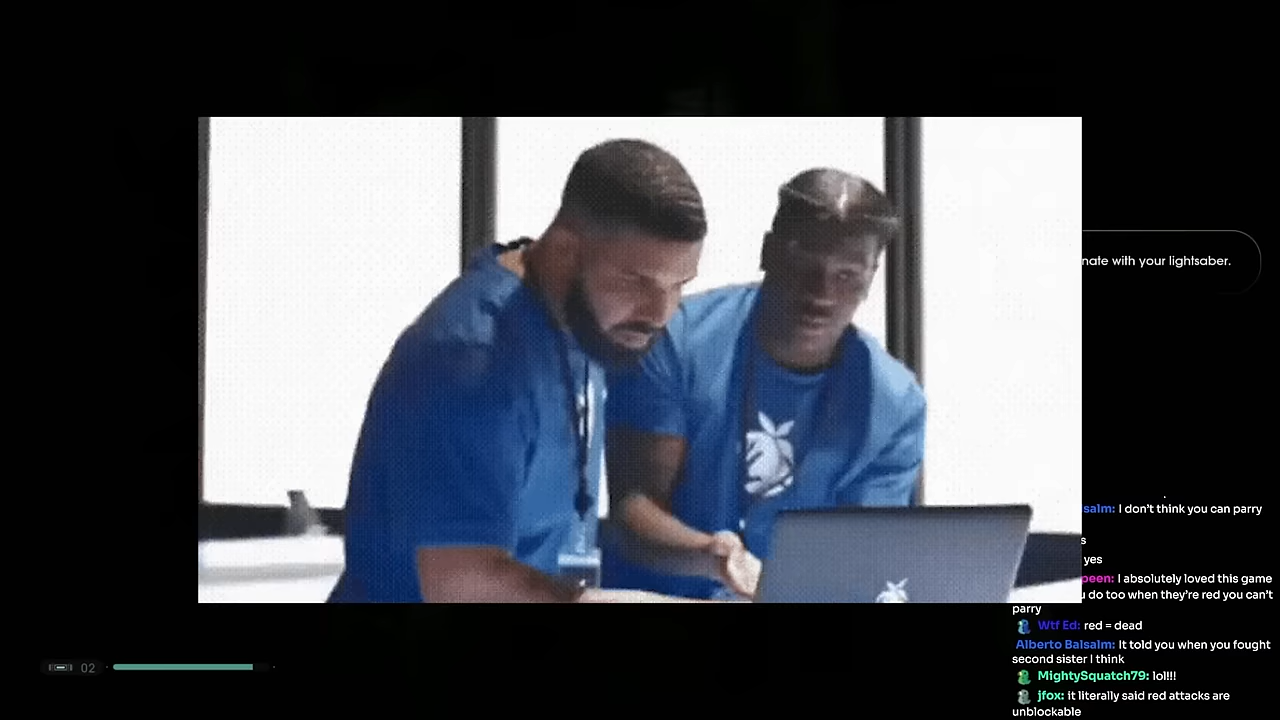 nate with your lightsaber.
salm: I don't think you can parry
s
yes
been: I absolutely loved this game
u do too when they're red you can't
parry
Wtf Ed: red = dead
Alberto Balsalm: It told you when you fought
second sister I think
MightySquatch79: lol!!!
jfox: it literally said red attacks are
unblockable
02